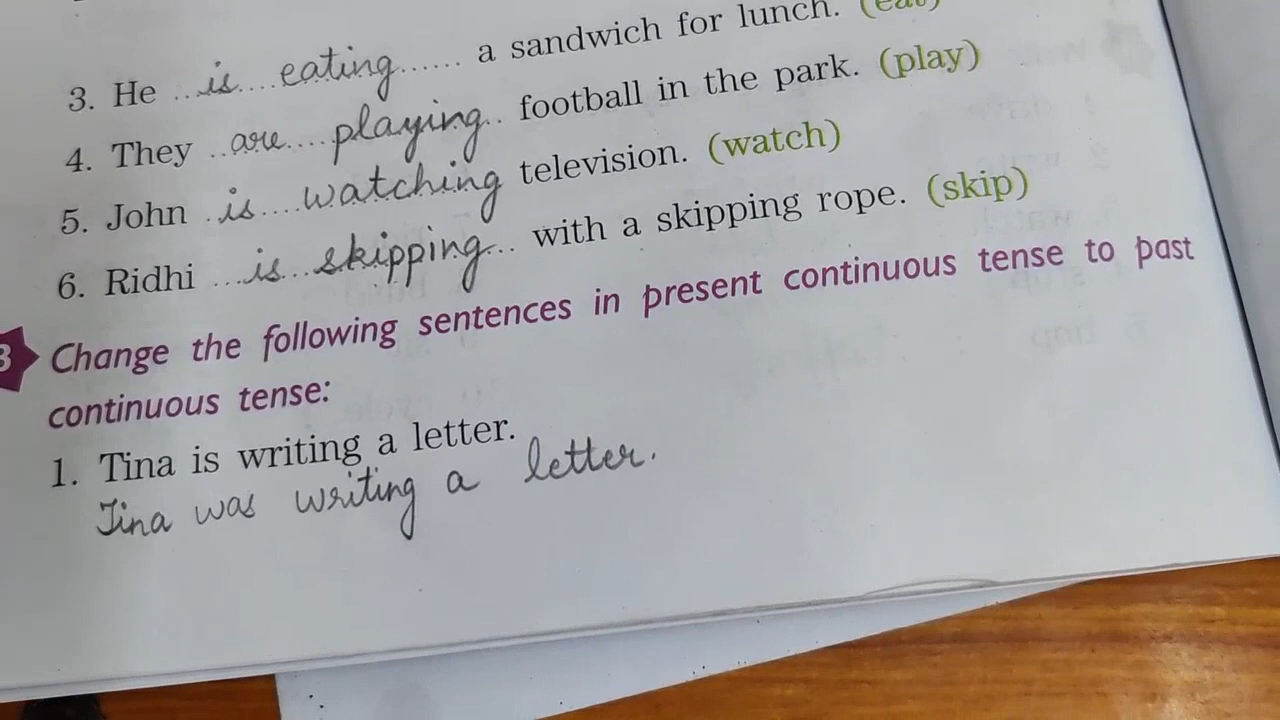 3. He ...is.... eating...... a sandwich for lunch. (eat)
4. They ..are.... playing.. football in the park. (play)
5. John .is.... watching television. (watch)
6. Ridhi ...is...skipping... with a skipping rope. (skip)
3 Change the following sentences in present continuous tense to past
continuous tense:
1. Tina is writing a letter.
Tina was writing a letter.